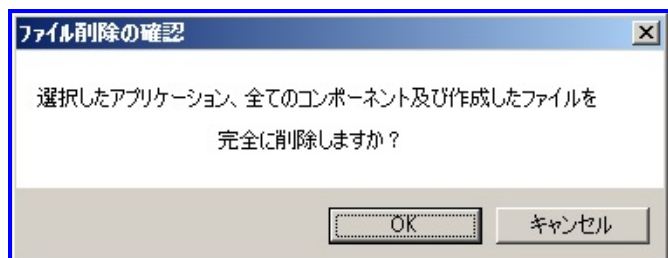 ファイル削除の確認
選択したアプリケーション、全てのコンポーネント及び作成したファイルを
完全に削除しますか？
OK
キャンセル